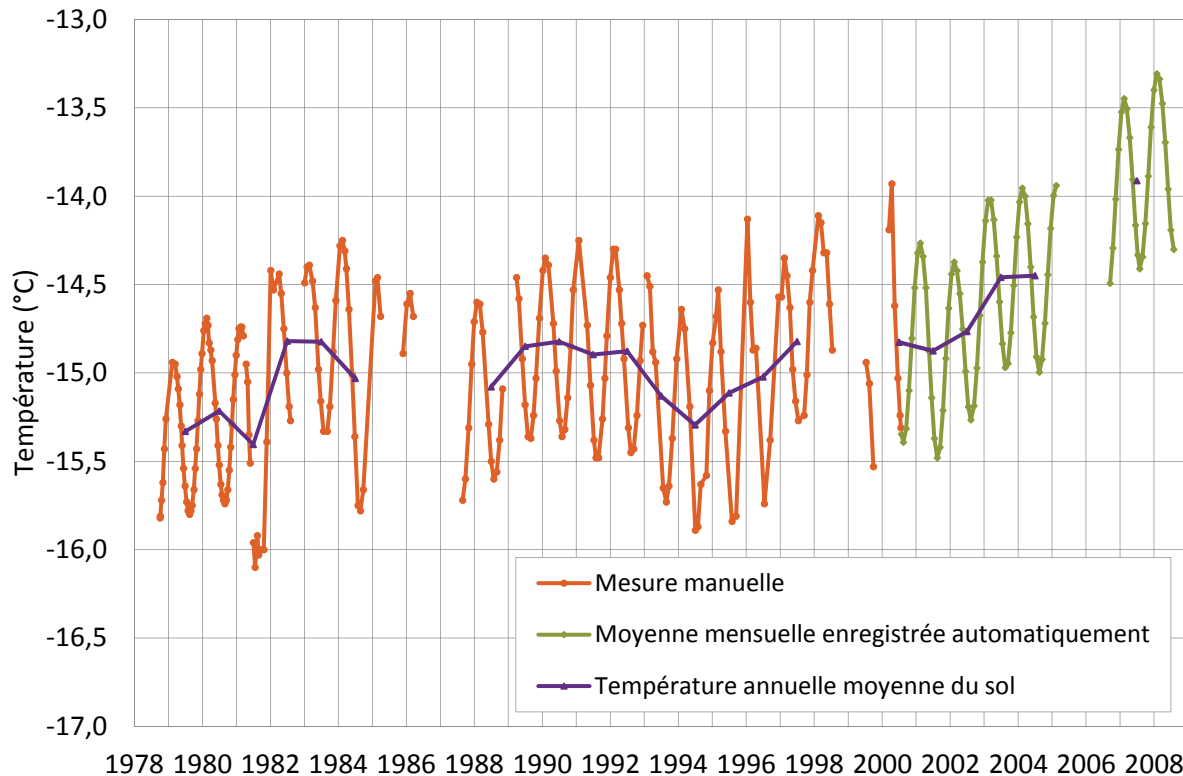 -13,0
-13,5
-14,0
-14,5
-15,0
-15,5
-16,0
-16,5
-17,0
Température (°C)
Mesure manuelle
Moyenne mensuelle enregistrée automatiquement
Température annuelle moyenne du sol
1978 1980 1982 1984 1986 1988 1990 1992 1994 1996 1998 2000 2002 2004 2006 2008